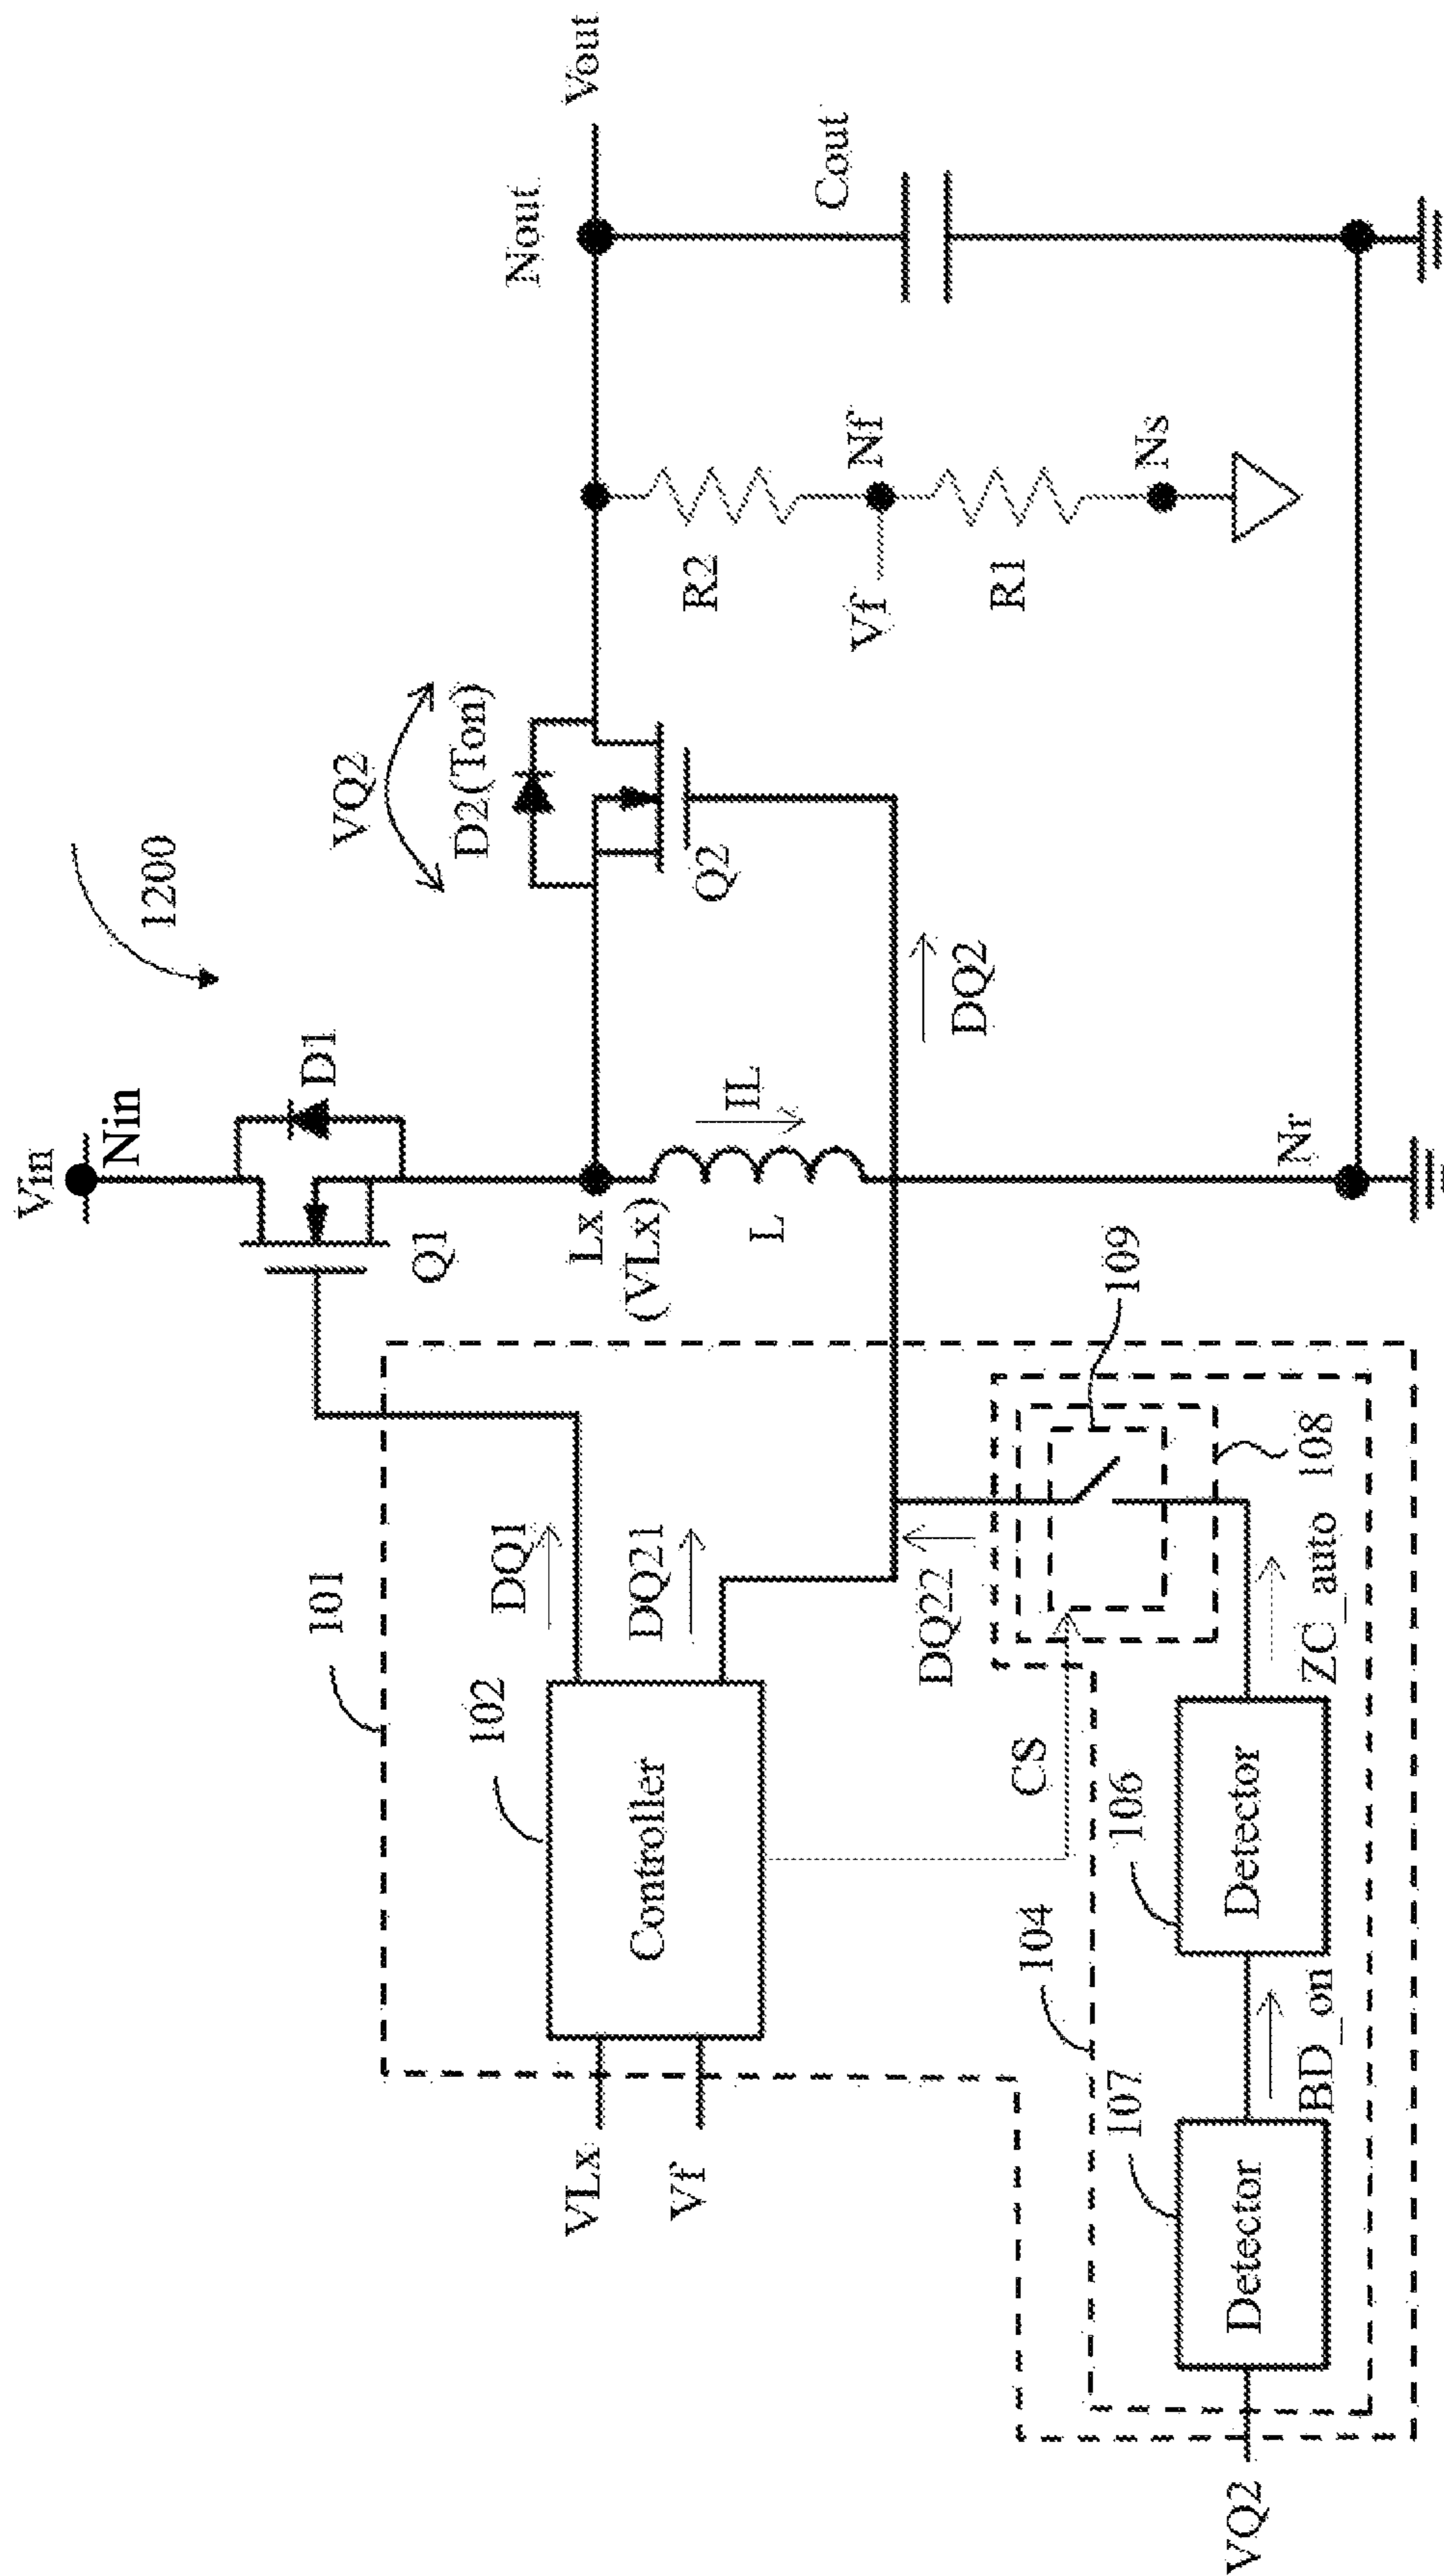 1200
Vin
Nin
D1
Q1
Lx
(VLx)
L
IL
Nr
VQ2
D2(Ton)
Q2
DQ2
Nout
Vout
Cout
R2
Nf
Vf
R1
Ns
101
DQ1
DQ21
102
Controller
VLx
Vf
CS
DQ22
109
108
104
106
Detector
ZC_auto
107
Detector
BD_on
VQ2